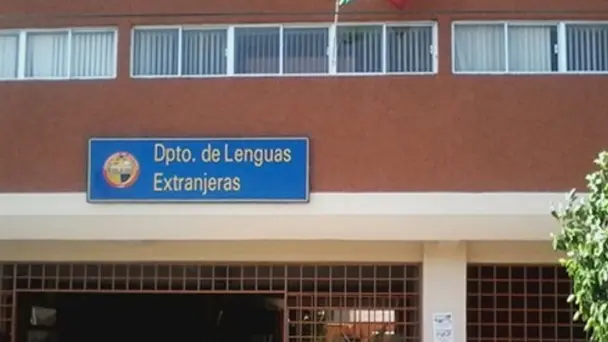 Dpto. de Lenguas
Extranjeras